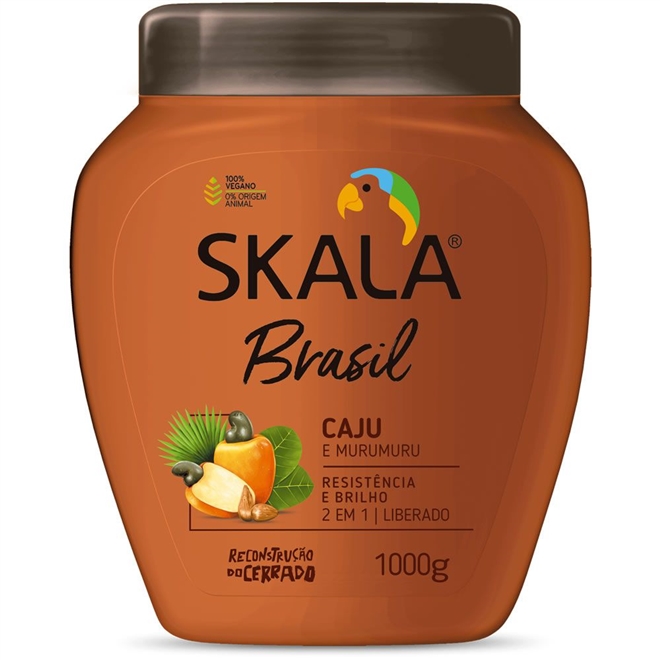 100%
VEGANO
0% ORIGEM
ANIMAL
SKALA®
Brasil
CAJU
E MURUMURU
RESISTÊNCIA
E BRILHO
2 EM 1 | LIBERADO
RECONSTRUÇÃO
DO CERRADO
1000g